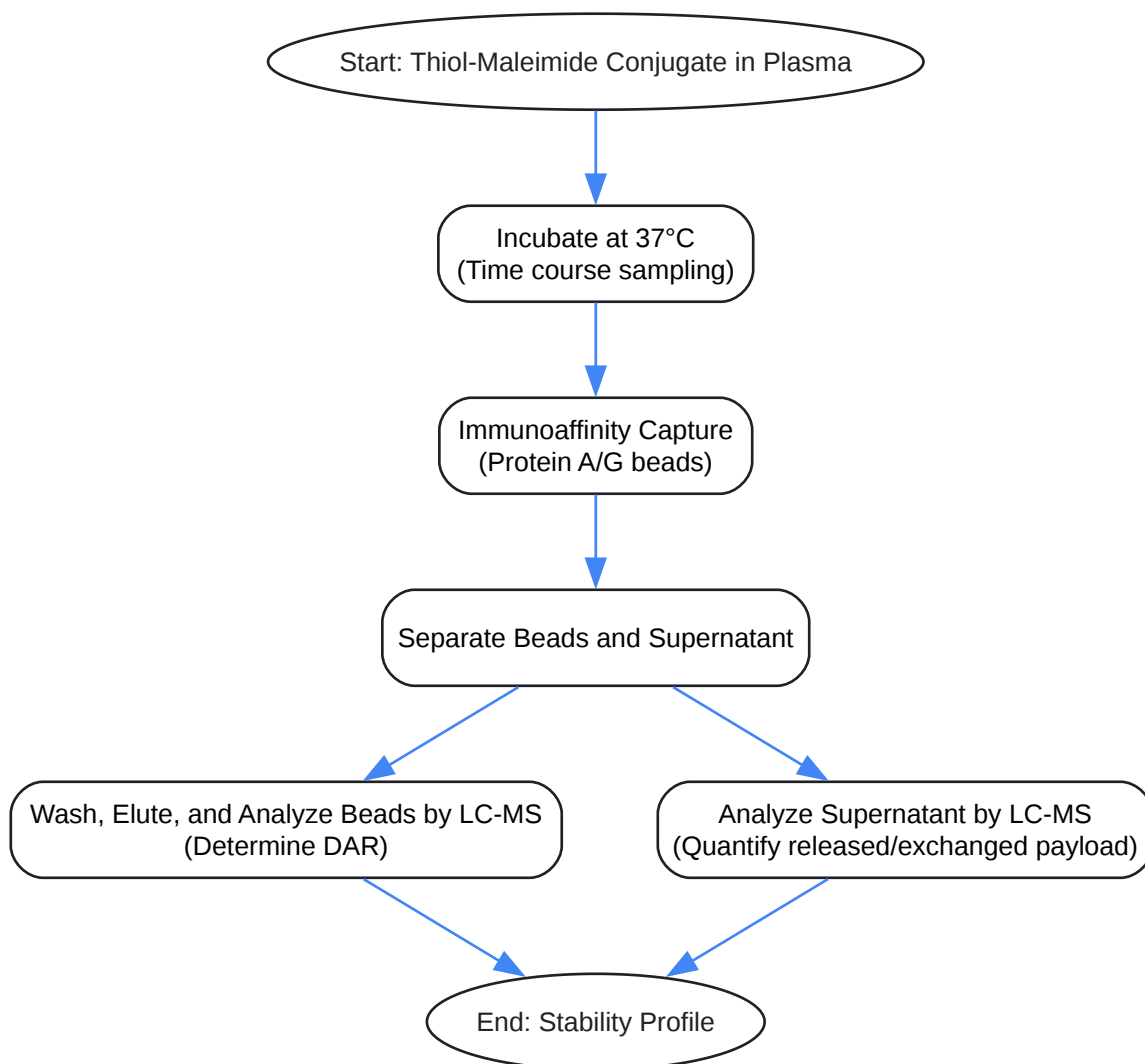 Start: Thiol-Maleimide Conjugate in Plasma
Incubate at 37°C
(Time course sampling)
Immunoaffinity Capture
(Protein A/G beads)
Separate Beads and Supernatant
Wash, Elute, and Analyze Beads by LC-MS
(Determine DAR)
Analyze Supernatant by LC-MS
(Quantify released/exchanged payload)
End: Stability Profile